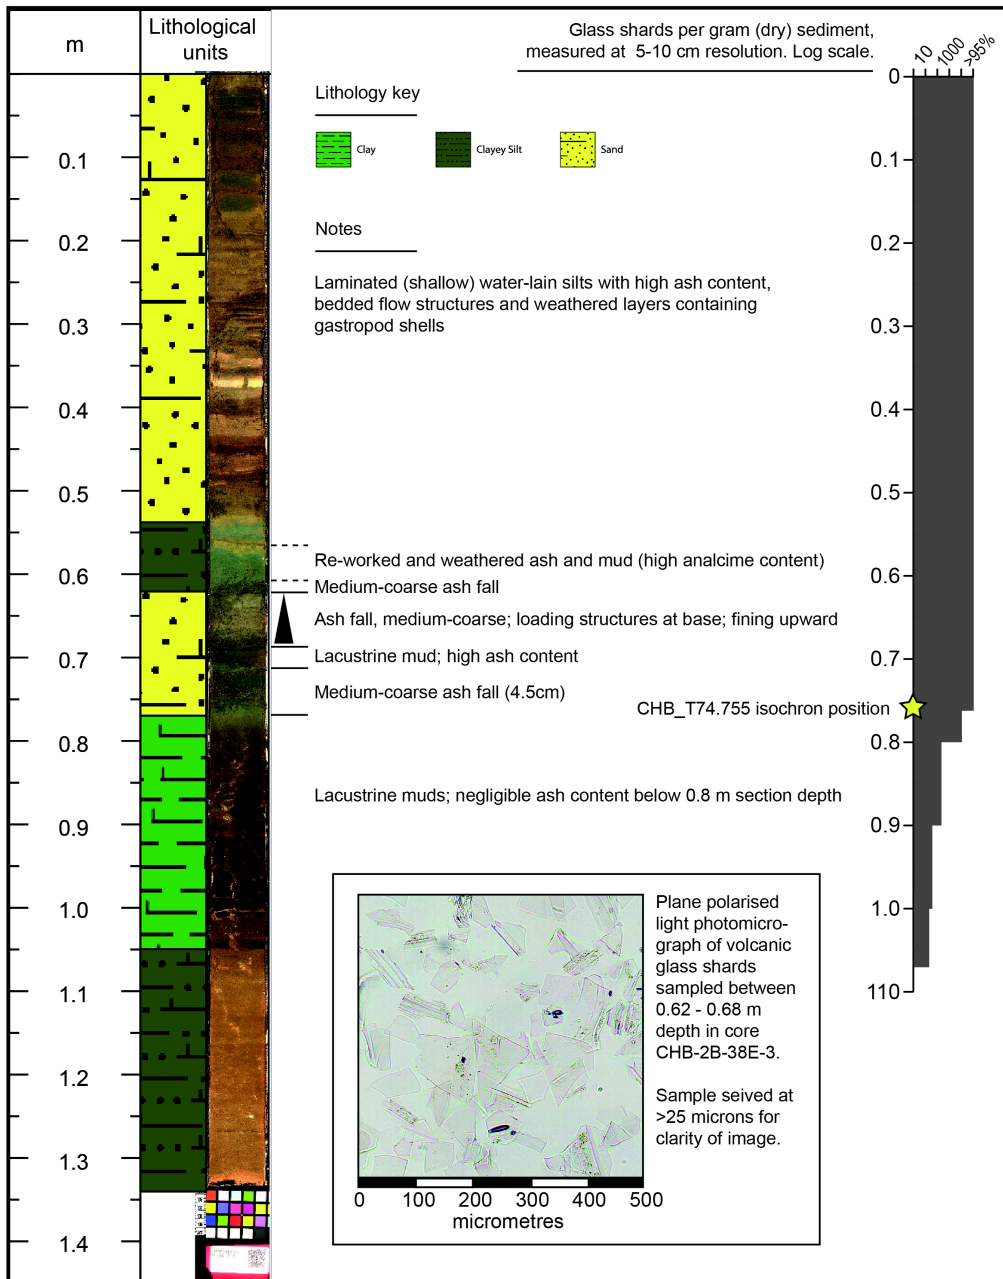 m
Lithological
units
Glass shards per gram (dry) sediment,
measured at 5-10 cm resolution. Log scale.
10
1000
>95%
Lithology key
Clay
Clayey Silt
Sand
Notes
Laminated (shallow) water-lain silts with high ash content,
bedded flow structures and weathered layers containing
gastropod shells
Re-worked and weathered ash and mud (high analcime content)
Medium-coarse ash fall
Ash fall, medium-coarse; loading structures at base; fining upward
Lacustrine mud; high ash content
Medium-coarse ash fall (4.5cm)
CHB_T74.755 isochron position
Lacustrine muds; negligible ash content below 0.8 m section depth
0.1
0.2
0.3
0.4
0.5
0.6
0.7
0.8
0.9
1.0
1.1
1.2
1.3
1.4
0
0.1
0.2
0.3
0.4
0.5
0.6
0.7
0.8
0.9
1.0
110
Plane polarised
light photomicro-
graph of volcanic
glass shards
sampled between
0.62 - 0.68 m
depth in core
CHB-2B-38E-3.
Sample seived at
>25 microns for
clarity of image.
0 100 200 300 400 500
micrometres